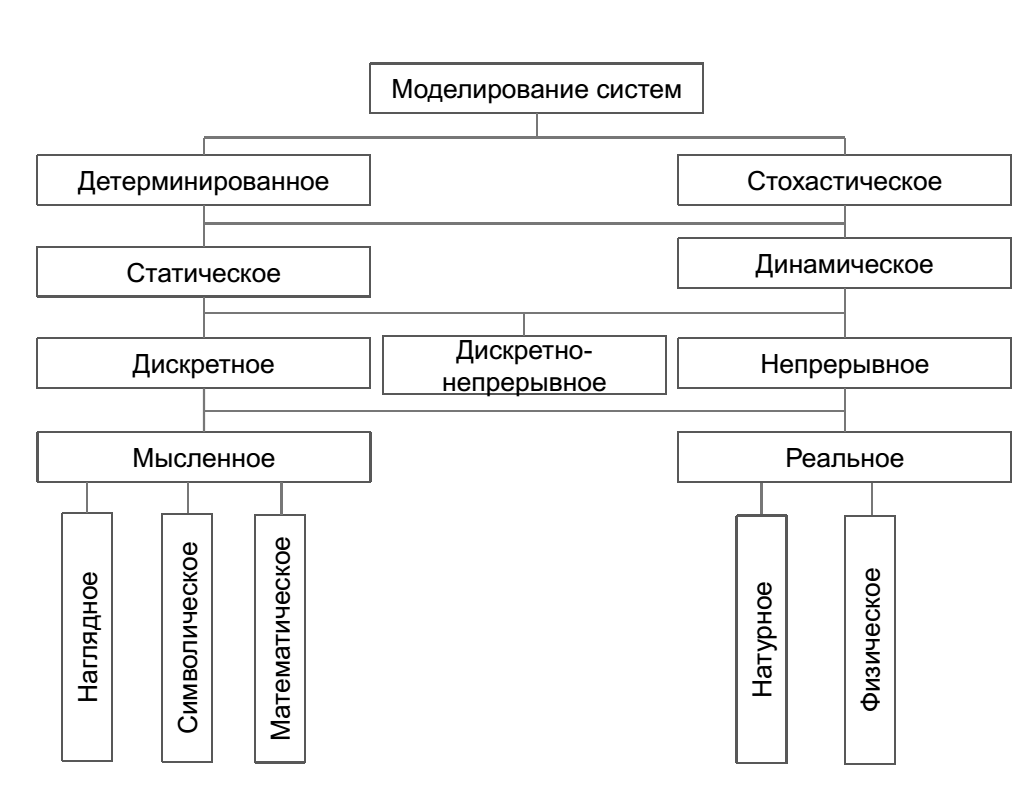 Моделирование систем
Детерминированное
Стохастическое
Статическое
Динамическое
Дискретное
Дискретно-
непрерывное
Непрерывное
Мысленное
Реальное
Наглядное
Символическое
Математическое
Натурное
Физическое